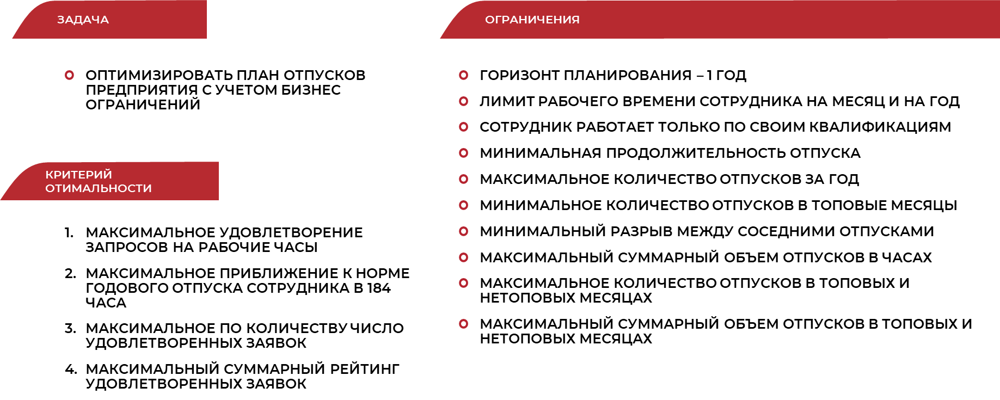 ЗАДАЧА
ОПТИМИЗИРОВАТЬ ПЛАН ОТПУСКОВ
ПРЕДПРИЯТИЯ С УЧЕТОМ БИЗНЕС
ОГРАНИЧЕНИЙ
КРИТЕРИЙ
ОТИМАЛЬНОСТИ
1. МАКСИМАЛЬНОЕ УДОВЛЕТВОРЕНИЕ
ЗАПРОСОВ НА РАБОЧИЕ ЧАСЫ
2. МАКСИМАЛЬНОЕ ПРИБЛИЖЕНИЕ К НОРМЕ
ГОДОВОГО ОТПУСКА СОТРУДНИКА В 184
ЧАСА
3. МАКСИМАЛЬНОЕ ПО КОЛИЧЕСТВУ ЧИСЛО
УДОВЛЕТВОРЕННЫХ ЗАЯВОК
4. МАКСИМАЛЬНЫЙ СУММАРНЫЙ РЕЙТИНГ
УДОВЛЕТВОРЕННЫХ ЗАЯВОК
ОГРАНИЧЕНИЯ
ГОРИЗОНТ ПЛАНИРОВАНИЯ – 1 ГОД
ЛИМИТ РАБОЧЕГО ВРЕМЕНИ СОТРУДНИКА НА МЕСЯЦ И НА ГОД
СОТРУДНИК РАБОТАЕТ ТОЛЬКО ПО СВОИМ КВАЛИФИКАЦИЯМ
МИНИМАЛЬНАЯ ПРОДОЛЖИТЕЛЬНОСТЬ ОТПУСКА
МАКСИМАЛЬНОЕ КОЛИЧЕСТВО ОТПУСКОВ ЗА ГОД
МИНИМАЛЬНОЕ КОЛИЧЕСТВО ОТПУСКОВ В ТОПОВЫЕ МЕСЯЦЫ
МИНИМАЛЬНЫЙ РАЗРЫВ МЕЖДУ СОСЕДНИМИ ОТПУСКАМИ
МАКСИМАЛЬНЫЙ СУММАРНЫЙ ОБЪЕМ ОТПУСКОВ В ЧАСАХ
МАКСИМАЛЬНОЕ КОЛИЧЕСТВО ОТПУСКОВ В ТОПОВЫХ И
НЕТОПОВЫХ МЕСЯЦАХ
МАКСИМАЛЬНЫЙ СУММАРНЫЙ ОБЪЕМ ОТПУСКОВ В ТОПОВЫХ И
НЕТОПОВЫХ МЕСЯЦАХ